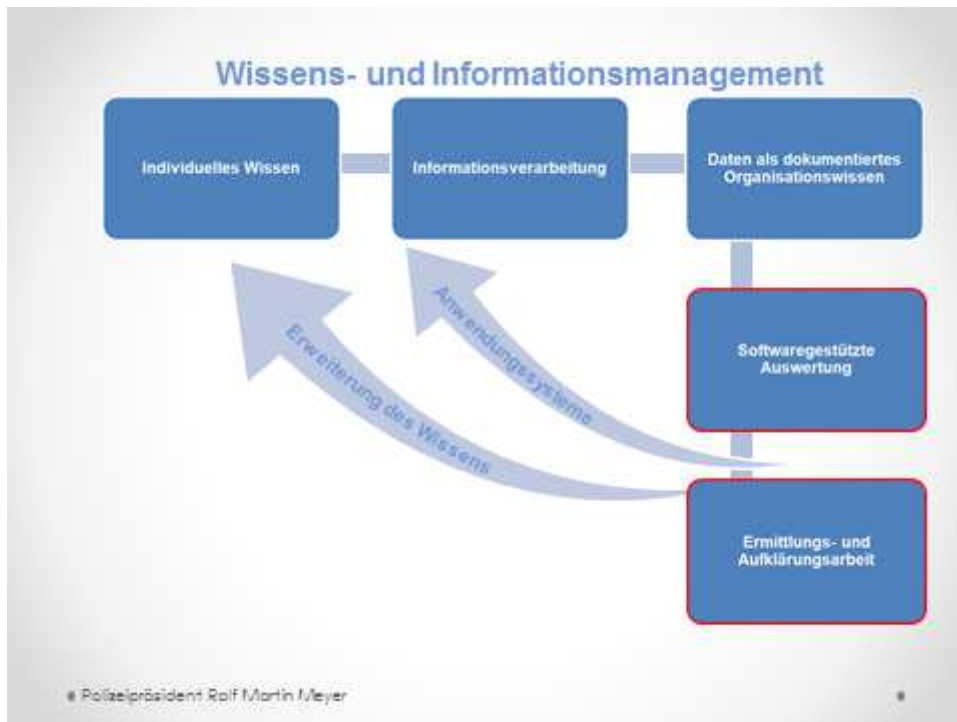 Wissens- und Informationsmanagement
Individuelles Wissen
Informationsverarbeitung
Daten als dokumentiertes
Organisationswissen
Anwendungssysteme
Erweiterung des Wissens
Softwaregestützte
Auswertung
Ermittlungs- und
Aufklärungsarbeit
Polizeipräsident Ralf Martin Meyer